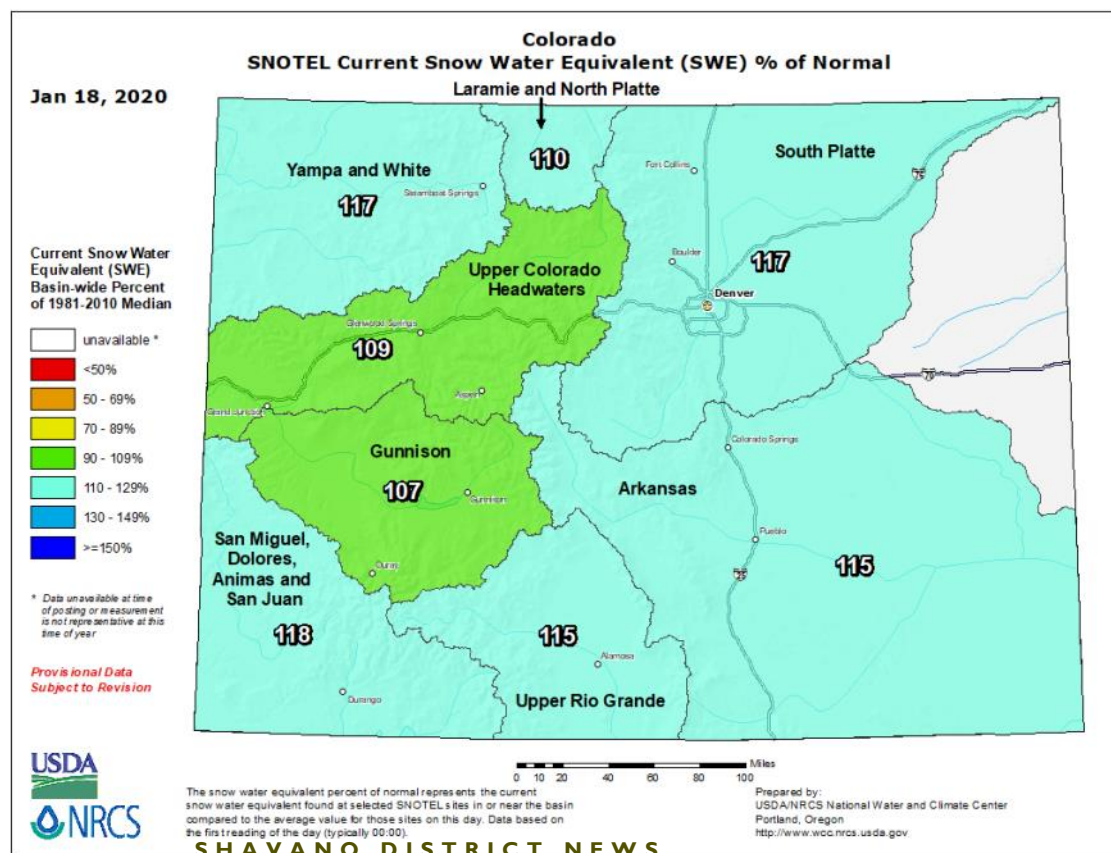 Colorado
SNOTEL Current Snow Water Equivalent (SWE) % of Normal
Jan 18, 2020
Laramie and North Platte
110
Yampa and White
117
Steamboat Springs
Fort Collins
South Platte
76
Boulder
117
Denver
Current Snow Water
Equivalent (SWE)
Basin-wide Percent
of 1981-2010 Median
unavailable *
<50%
50 - 69%
70 - 89%
90 - 109%
110 - 129%
130 - 149%
>=150%
* Data unavailable at time
of posting or measurement
is not representative at this
time of year
Provisional Data
Subject to Revision
Upper Colorado
Headwaters
Glenwood Springs
109
Aspen
Grand Junction
70
Gunnison
107
Gunnison
Ouray
Colorado Springs
Arkansas
Pueblo
25
115
San Miguel,
Dolores,
Animas and
San Juan
118
Durango
115
Alamosa
Upper Rio Grande
USDA
NRCS
Miles
0 10 20 40 60 80 100
The snow water equivalent percent of normal represents the current
snow water equivalent found at selected SNOTEL sites in or near the basin
compared to the average value for those sites on this day. Data based on
the first reading of the day (typically 00:00).
Prepared by:
USDA/NRCS National Water and Climate Center
Portland, Oregon
http://www.wcc.nrcs.usda.gov
SHAVANO DISTRICT NEWS